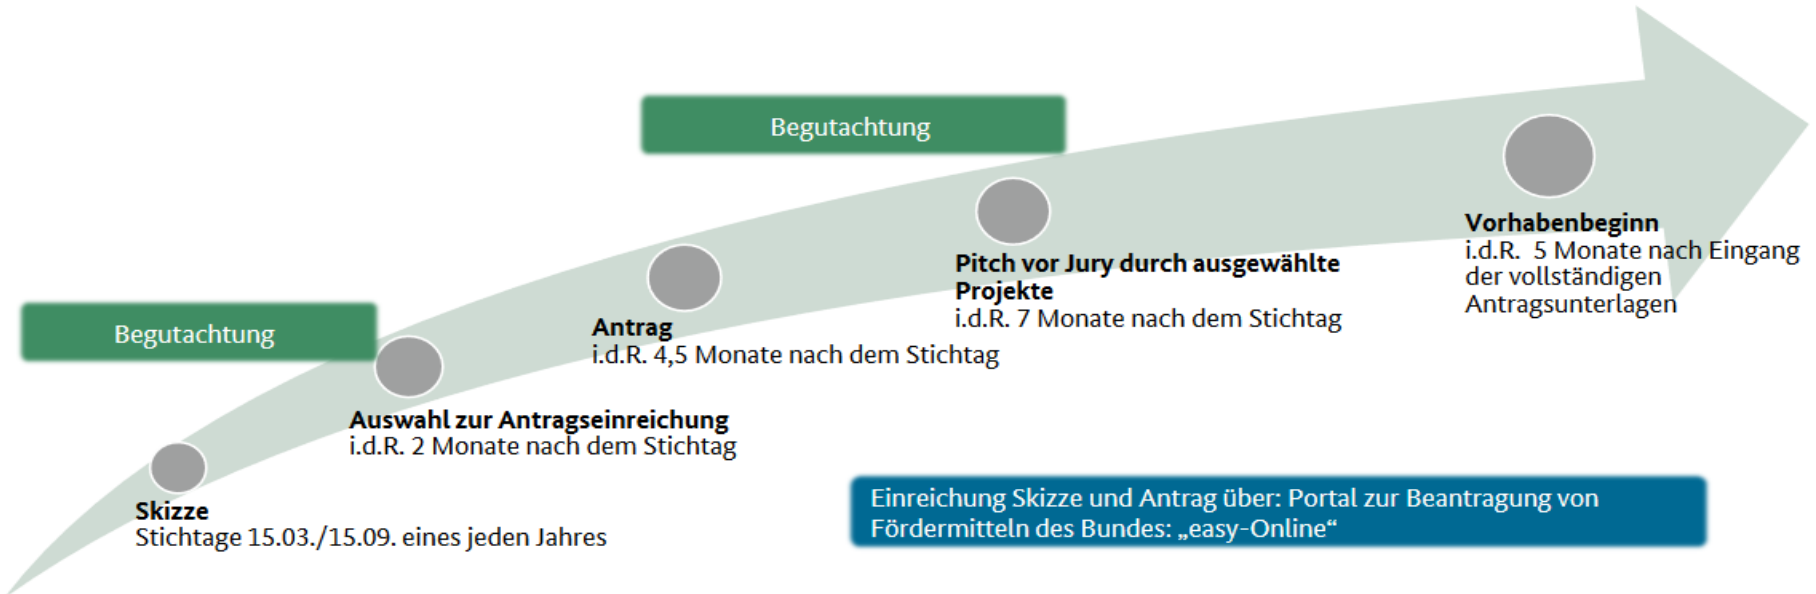 Begutachtung
Begutachtung
Skizze
Stichtage 15.03./15.09. eines jeden Jahres
Auswahl zur Antragseinreichung
i.d.R. 2 Monate nach dem Stichtag
Antrag
i.d.R. 4,5 Monate nach dem Stichtag
Pitch vor Jury durch ausgewählte
Projekte
i.d.R. 7 Monate nach dem Stichtag
Vorhabenbeginn
i.d.R.  5 Monate nach Eingang
der vollständigen
Antragsunterlagen
Einreichung Skizze und Antrag über: Portal zur Beantragung von
Fördermitteln des Bundes: „easy-Online“